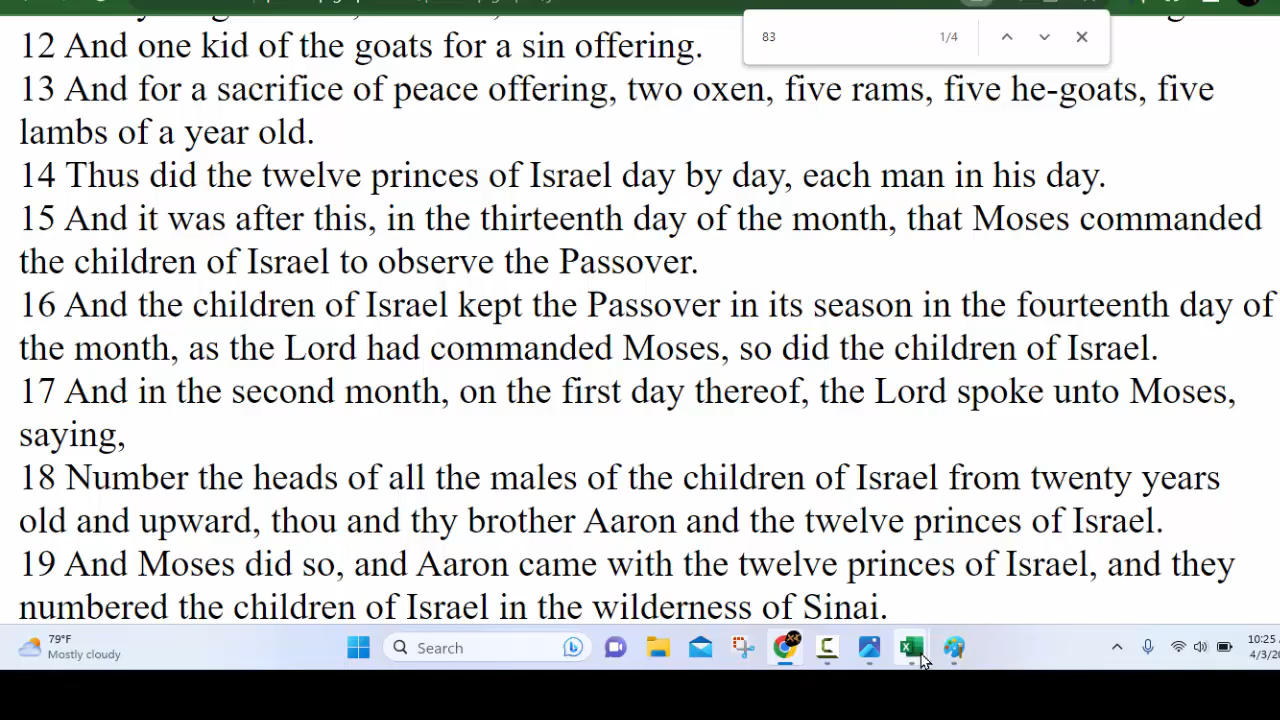 83
1/4
12 And one kid of the goats for a sin offering.
13 And for a sacrifice of peace offering, two oxen, five rams, five he-goats, five
lambs of a year old.
14 Thus did the twelve princes of Israel day by day, each man in his day.
15 And it was after this, in the thirteenth day of the month, that Moses commanded
the children of Israel to observe the Passover.
16 And the children of Israel kept the Passover in its season in the fourteenth day of
the month, as the Lord had commanded Moses, so did the children of Israel.
17 And in the second month, on the first day thereof, the Lord spoke unto Moses,
saying,
18 Number the heads of all the males of the children of Israel from twenty years
old and upward, thou and thy brother Aaron and the twelve princes of Israel.
19 And Moses did so, and Aaron came with the twelve princes of Israel, and they
numbered the children of Israel in the wilderness of Sinai.
79°F
Mostly cloudy
Search
10:25
4/3/20